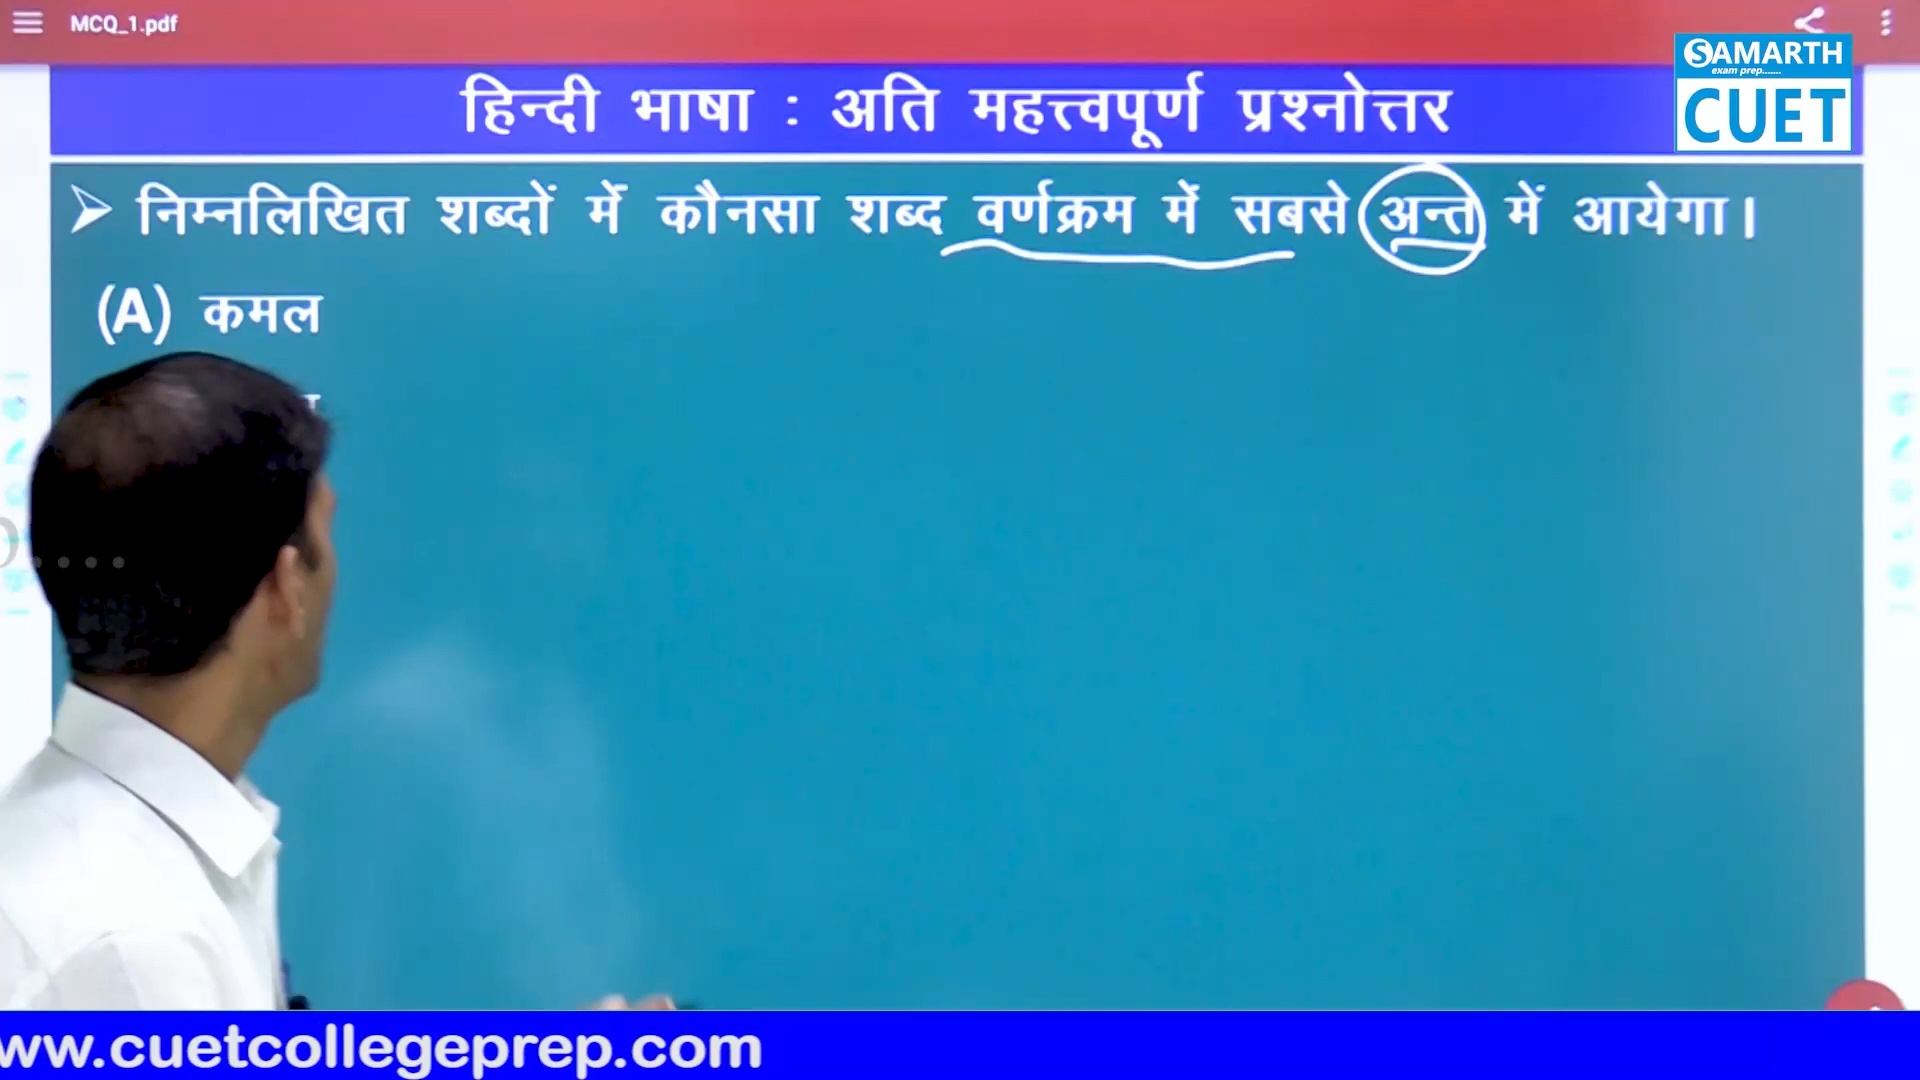 MCQ_1.pdf
SAMARTH
exam prep.......
CUET
हिन्दी भाषा : अति महत्त्वपूर्ण प्रश्नोत्तर
➢ निम्नलिखित शब्दों में कौनसा शब्द वर्णक्रम में सबसे अन्त में आयेगा।
(A) कमल
ww.cuetcollegeprep.com